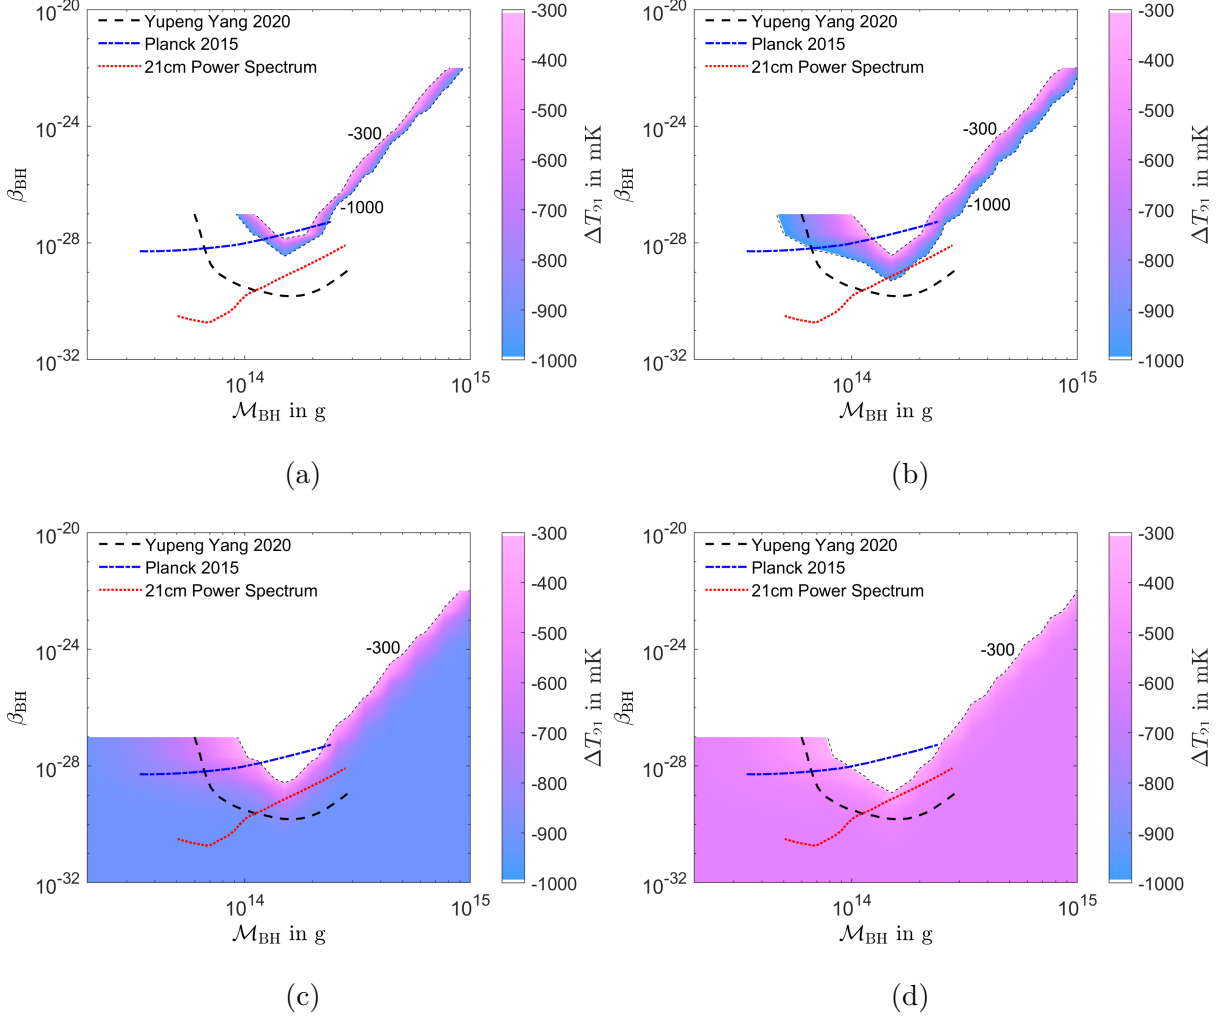 10^-20
10^-24
10^-28
10^-32
β_BH
Yupeng Yang 2020
Planck 2015
21cm Power Spectrum
-300
-1000
10^14
10^15
ℳ_BH in g
-300
-400
-500
-600
-700
-800
-900
-1000
ΔT_21 in mK
(a)
10^-20
10^-24
10^-28
10^-32
β_BH
Yupeng Yang 2020
Planck 2015
21cm Power Spectrum
-300
-1000
10^14
10^15
ℳ_BH in g
-300
-400
-500
-600
-700
-800
-900
-1000
ΔT_21 in mK
(b)
10^-20
10^-24
10^-28
10^-32
β_BH
Yupeng Yang 2020
Planck 2015
21cm Power Spectrum
-300
10^14
10^15
ℳ_BH in g
-300
-400
-500
-600
-700
-800
-900
-1000
ΔT_21 in mK
(c)
10^-20
10^-24
10^-28
10^-32
β_BH
Yupeng Yang 2020
Planck 2015
21cm Power Spectrum
-300
10^14
10^15
ℳ_BH in g
-300
-400
-500
-600
-700
-800
-900
-1000
ΔT_21 in mK
(d)